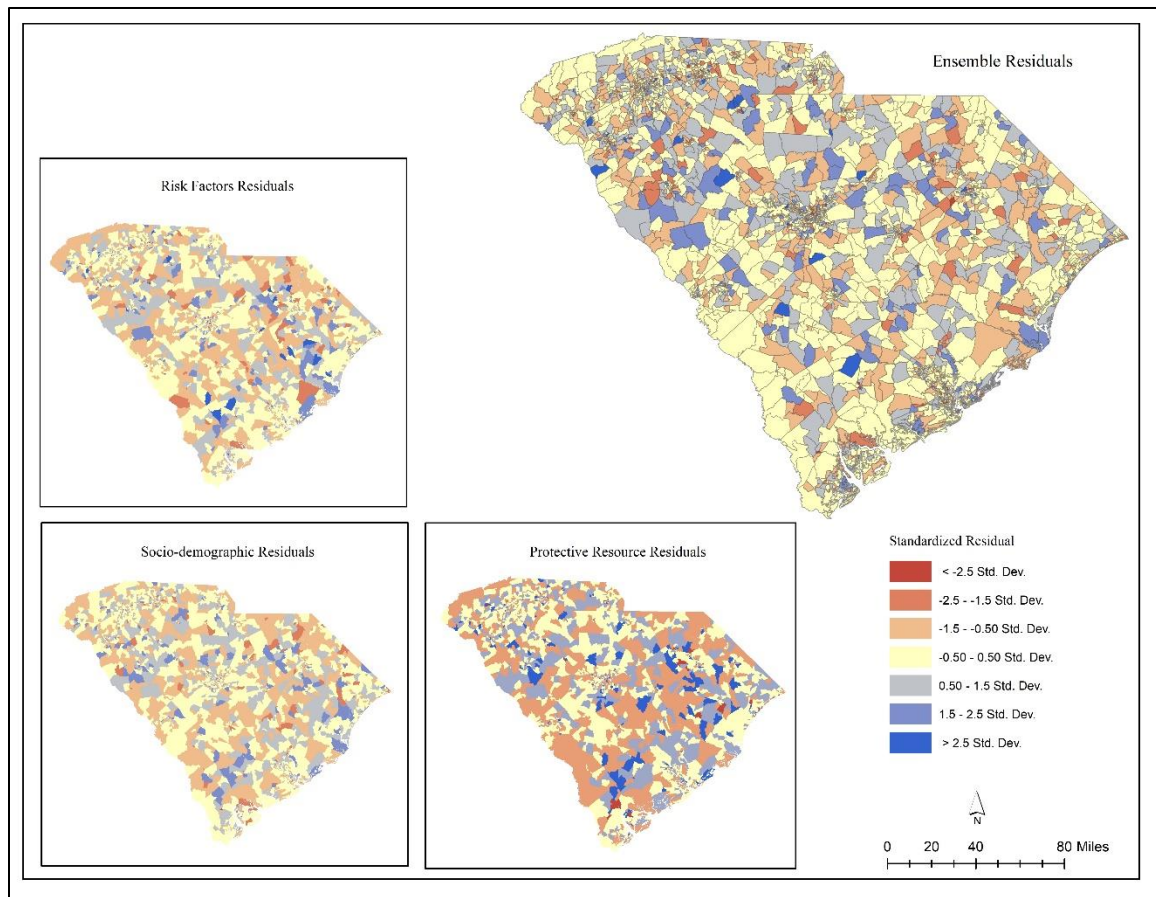 Ensemble Residuals
Risk Factors Residuals
Socio-demographic Residuals
Protective Resource Residuals
Standardized Residual
< -2.5 Std. Dev.
-2.5 - -1.5 Std. Dev.
-1.5 - -0.50 Std. Dev.
-0.50 - 0.50 Std. Dev.
0.50 - 1.5 Std. Dev.
1.5 - 2.5 Std. Dev.
> 2.5 Std. Dev.
N
0 20 40 80 Miles